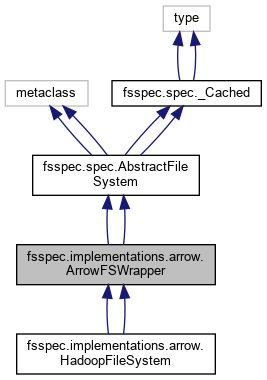 type
metaclass
fsspec.spec._Cached
fsspec.spec.AbstractFile
System
fsspec.implementations.arrow.
ArrowFSWrapper
fsspec.implementations.arrow.
HadoopFileSystem